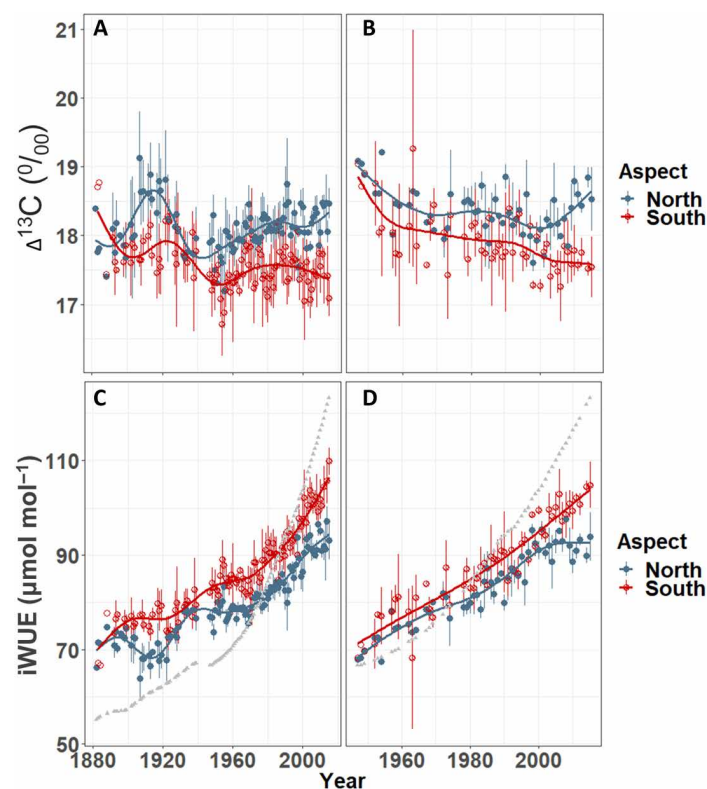 A
B
21
20
19
18
17
Δ13C (0/00)
Aspect
North
South
C
D
110
90
70
50
iWUE (µmol mol⁻¹)
Aspect
North
South
1880
1920
1960
2000
1960
1980
2000
Year